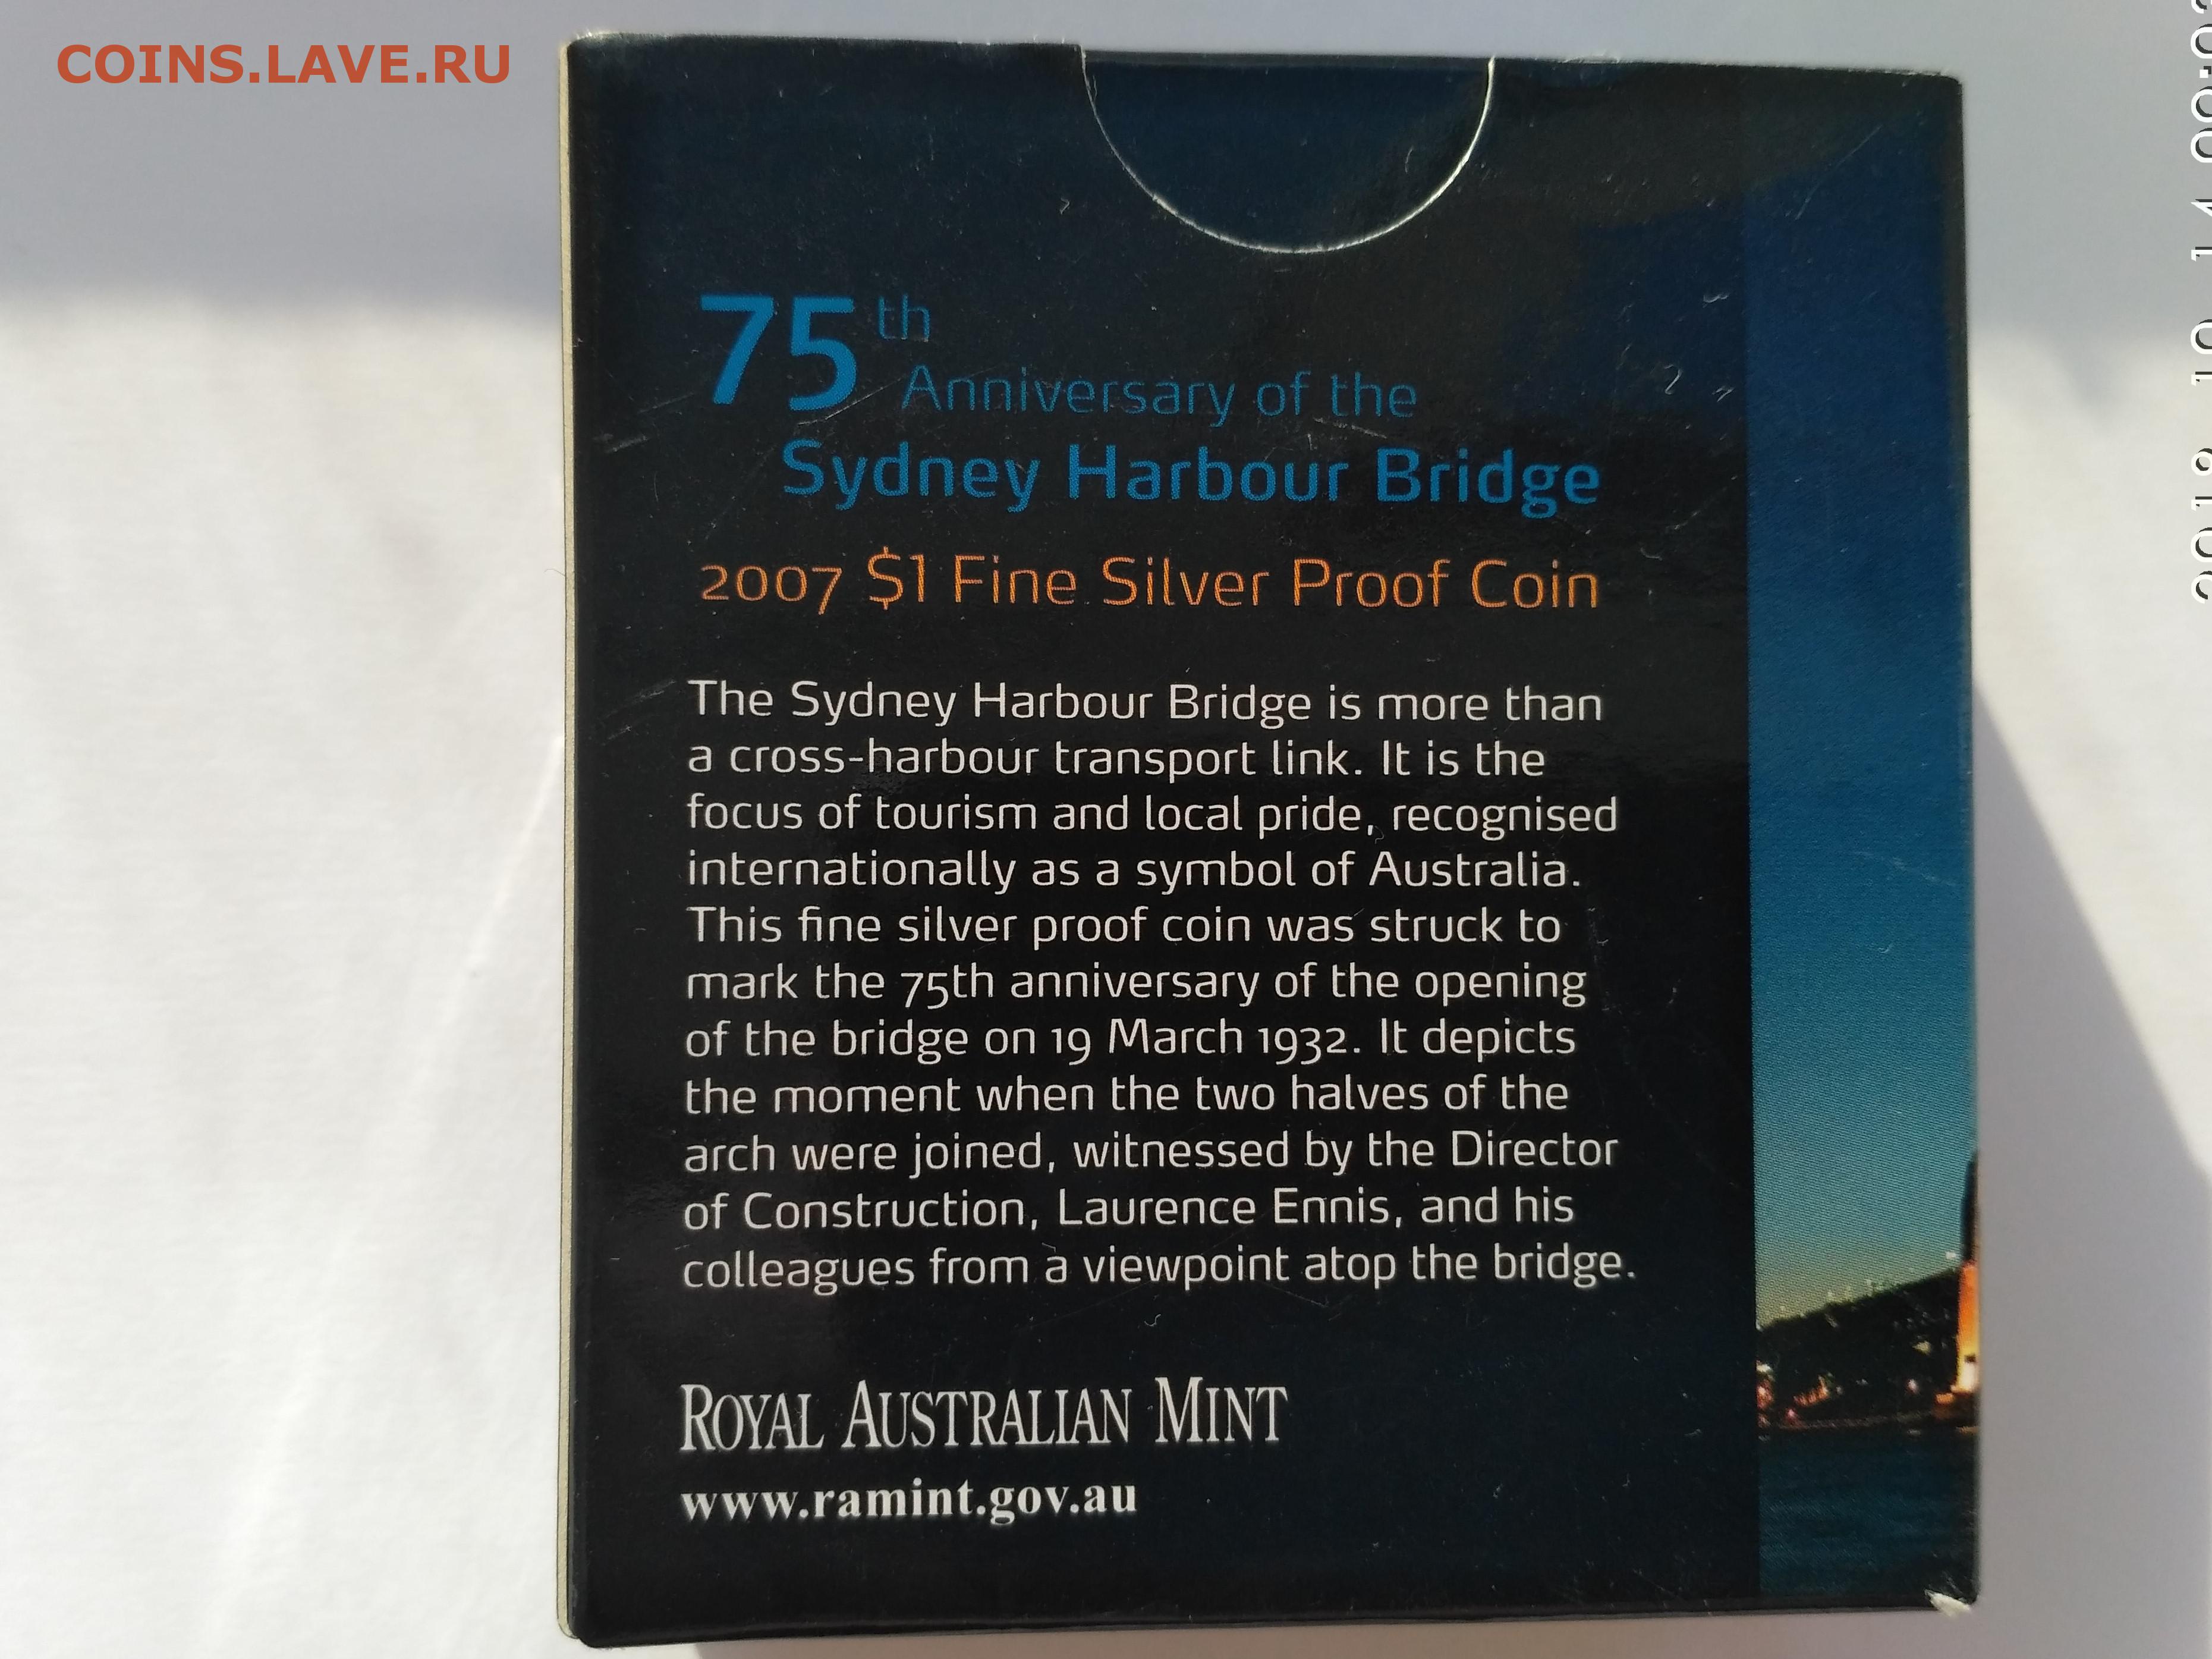 COINS.LAVE.RU
75th
Anniversary of the
Sydney Harbour Bridge
2007 $1 Fine Silver Proof Coin
The Sydney Harbour Bridge is more than
a cross-harbour transport link. It is the
focus of tourism and local pride, recognised
internationally as a symbol of Australia.
This fine silver proof coin was struck to
mark the 75th anniversary of the opening
of the bridge on 19 March 1932. It depicts
the moment when the two halves of the
arch were joined, witnessed by the Director
of Construction, Laurence Ennis, and his
colleagues from a viewpoint atop the bridge.
ROYAL AUSTRALIAN MINT
www.ramint.gov.au